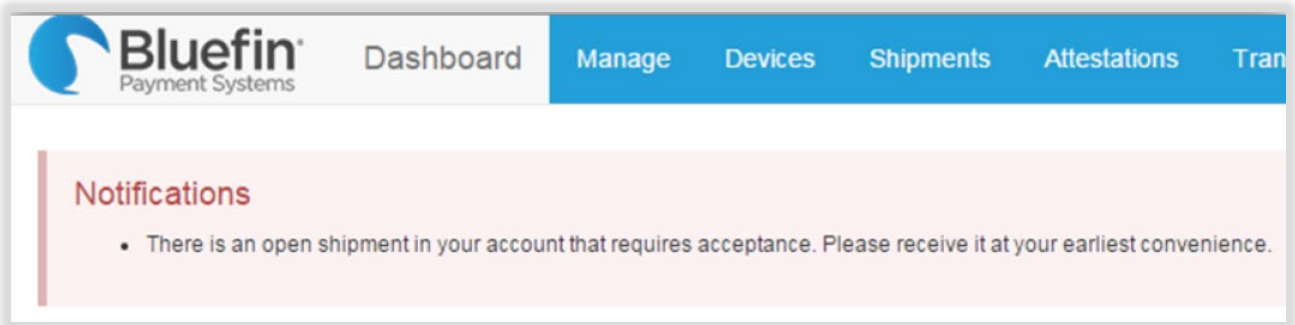 Bluefin®
Payment Systems
Dashboard Manage Devices Shipments Attestations Tran
Notifications
• There is an open shipment in your account that requires acceptance. Please receive it at your earliest convenience.